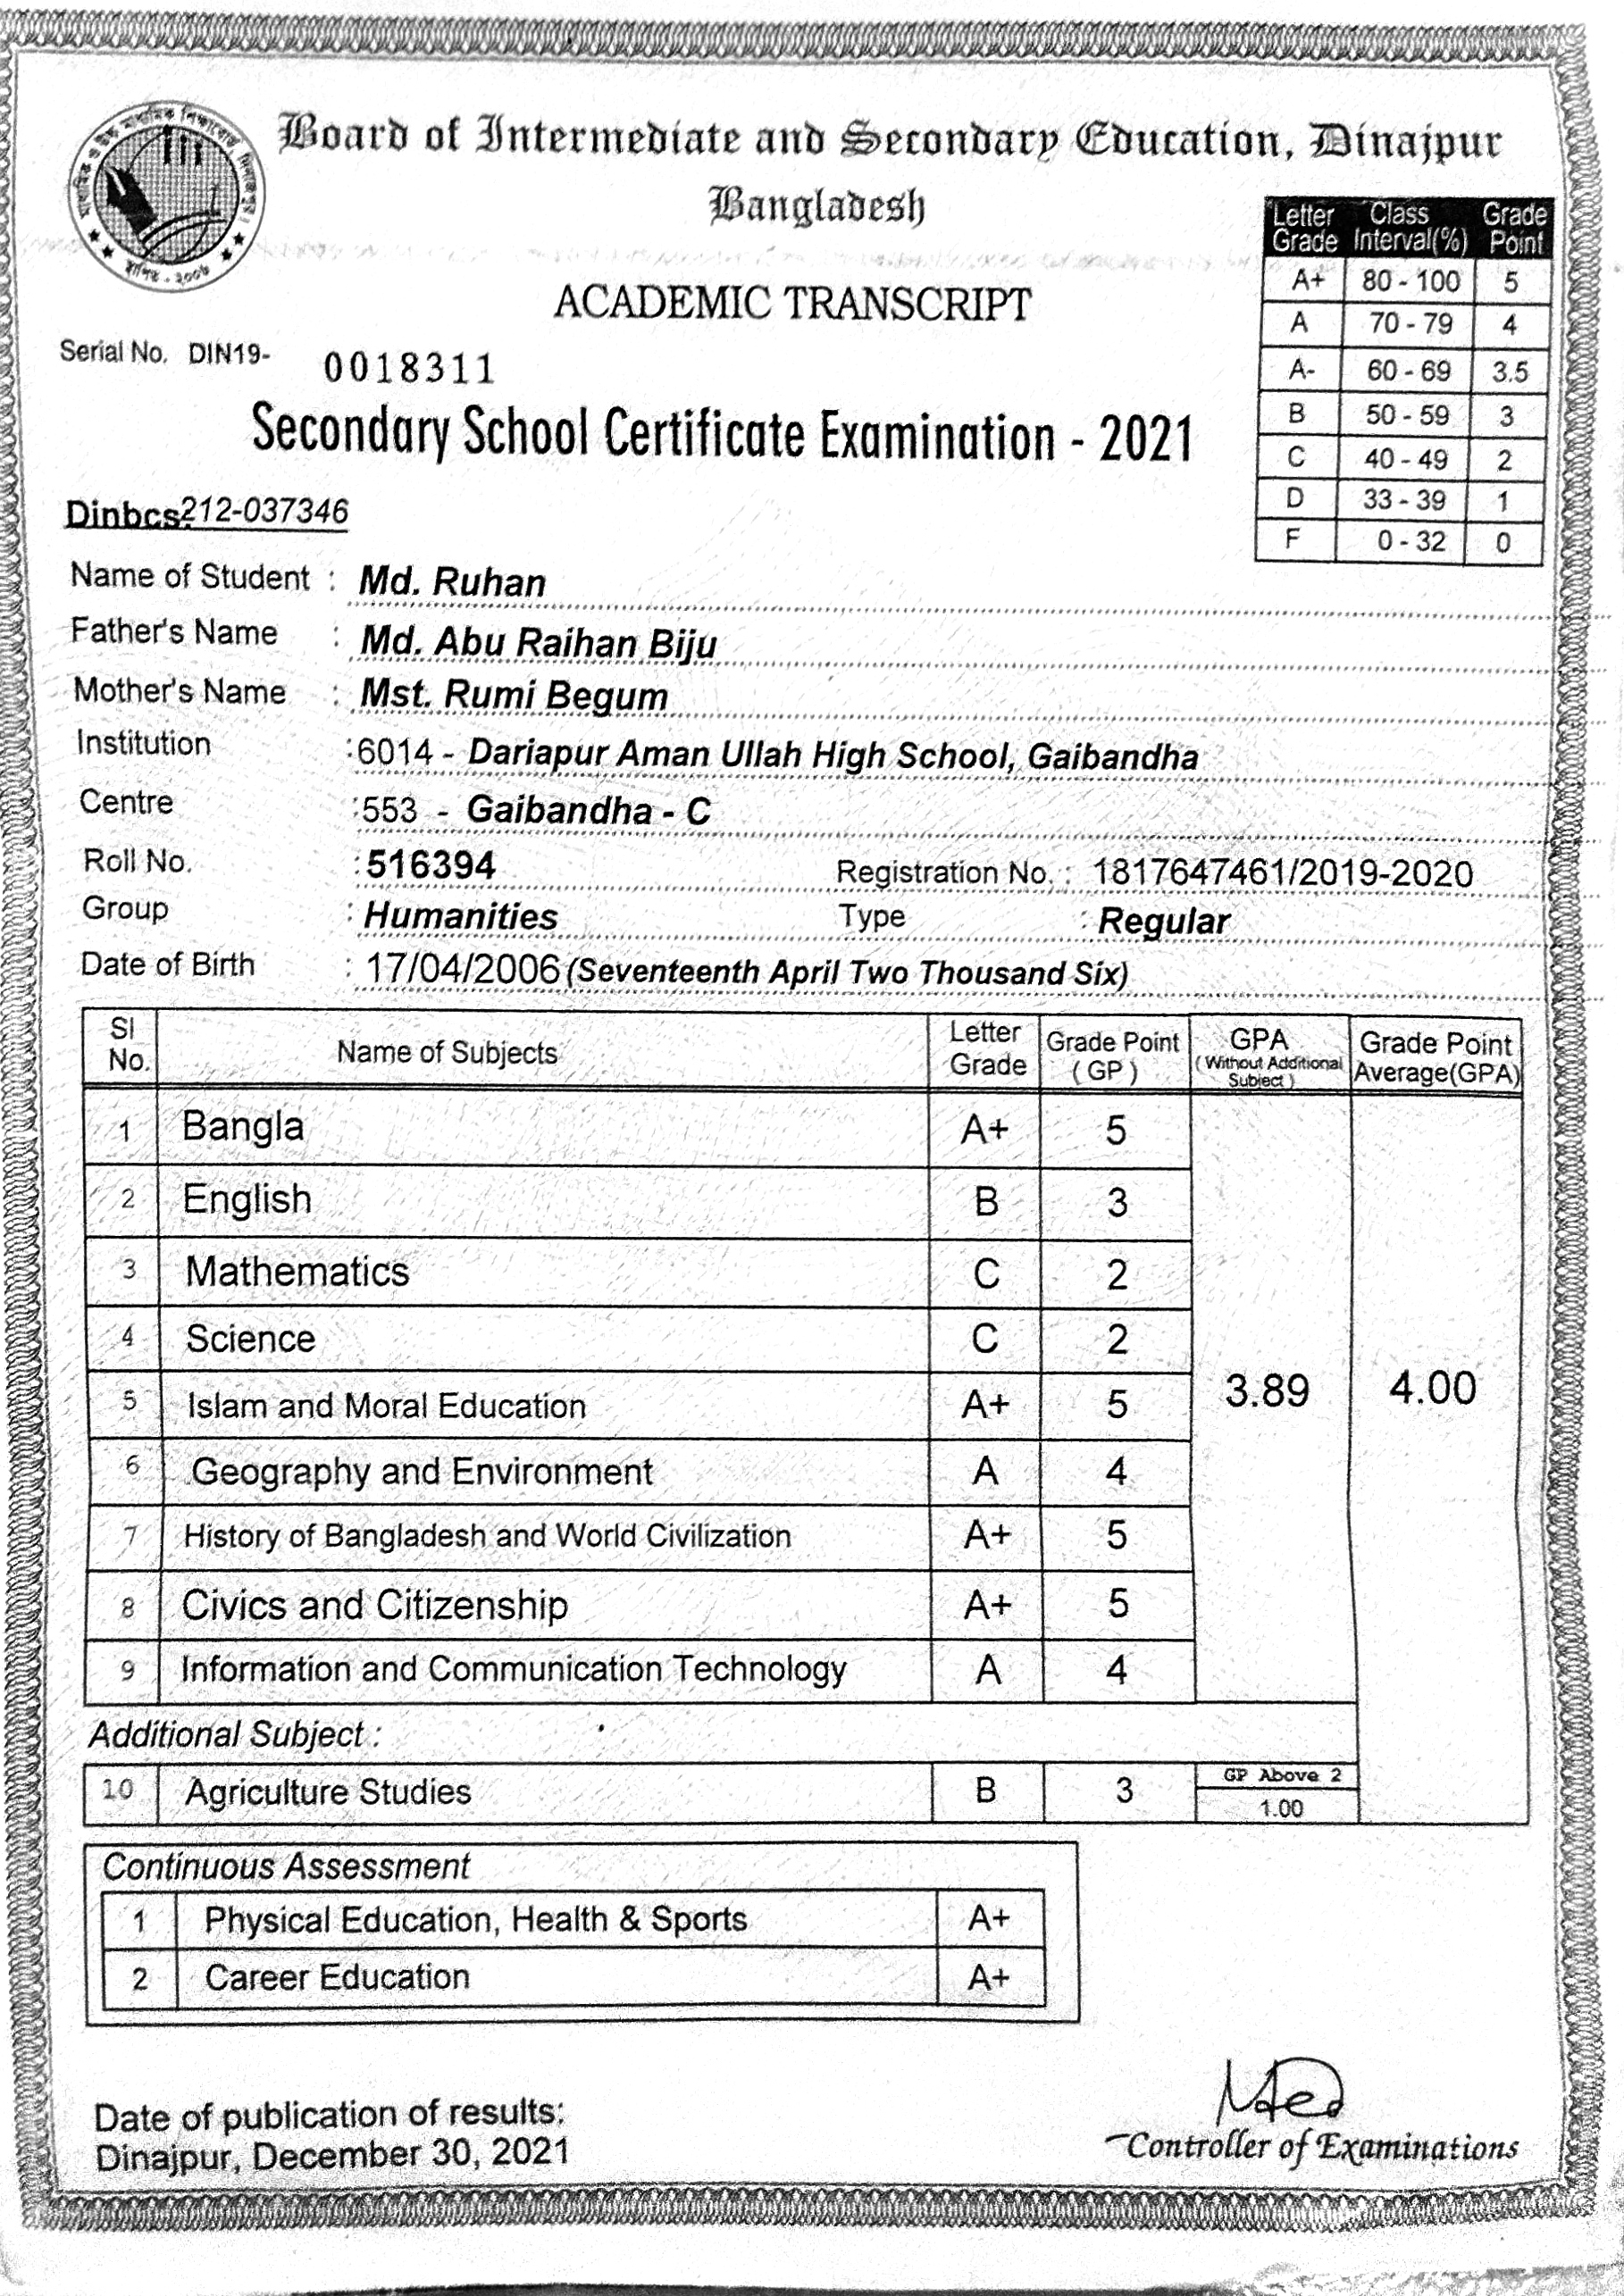 Board of Intermediate and Secondary Education, Dinajpur
Bangladesh
ACADEMIC TRANSCRIPT
Letter Grade Class Interval(%) Grade Point
A+ 80 - 100 5
A 70 - 79 4
A- 60 - 69 3.5
B 50 - 59 3
C 40 - 49 2
D 33 - 39 1
F 0 - 32 0
Serial No. DIN19- 0018311
Secondary School Certificate Examination - 2021
Dinbcs:212-037346
Name of Student : Md. Ruhan
Father's Name : Md. Abu Raihan Biju
Mother's Name : Mst. Rumi Begum
Institution :6014 - Dariapur Aman Ullah High School, Gaibandha
Centre :553 - Gaibandha - C
Roll No. :516394 Registration No. : 1817647461/2019-2020
Group : Humanities Type : Regular
Date of Birth : 17/04/2006 (Seventeenth April Two Thousand Six)
Sl No. Name of Subjects Letter Grade Grade Point (GP) GPA (Without Additional Subject) Grade Point Average(GPA)
1 Bangla A+ 5
2 English B 3
3 Mathematics C 2
4 Science C 2
5 Islam and Moral Education A+ 5 3.89 4.00
6 Geography and Environment A 4
7 History of Bangladesh and World Civilization A+ 5
8 Civics and Citizenship A+ 5
9 Information and Communication Technology A 4
Additional Subject :
10 Agriculture Studies B 3 GP Above 2 1.00
Continuous Assessment
1 Physical Education, Health & Sports A+
2 Career Education A+
Date of publication of results:
Dinajpur, December 30, 2021
Controller of Examinations